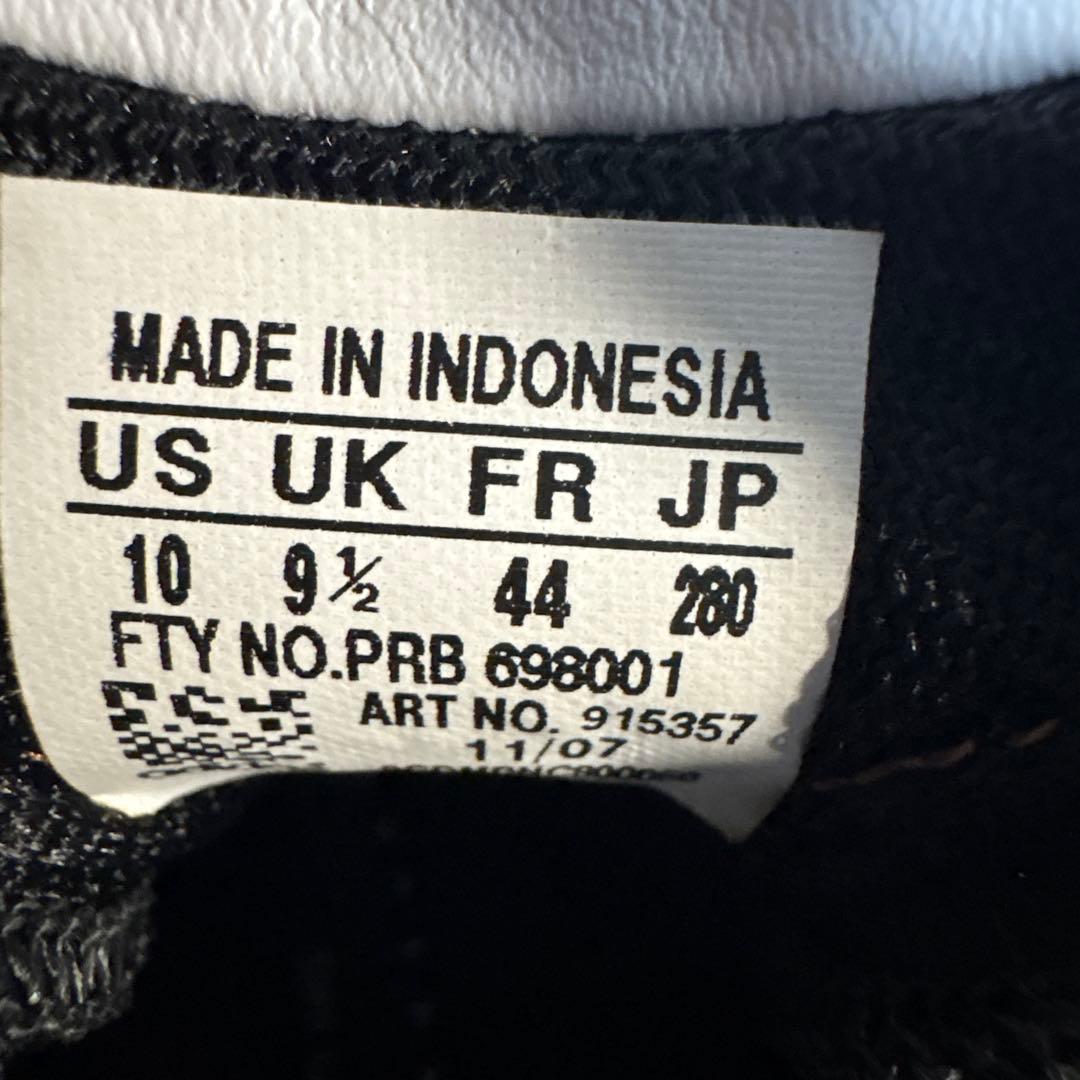 MADE IN INDONESIA
US UK FR JP
10 9½ 44 280
FTY NO.PRB 698001
ART NO. 915357
11/07